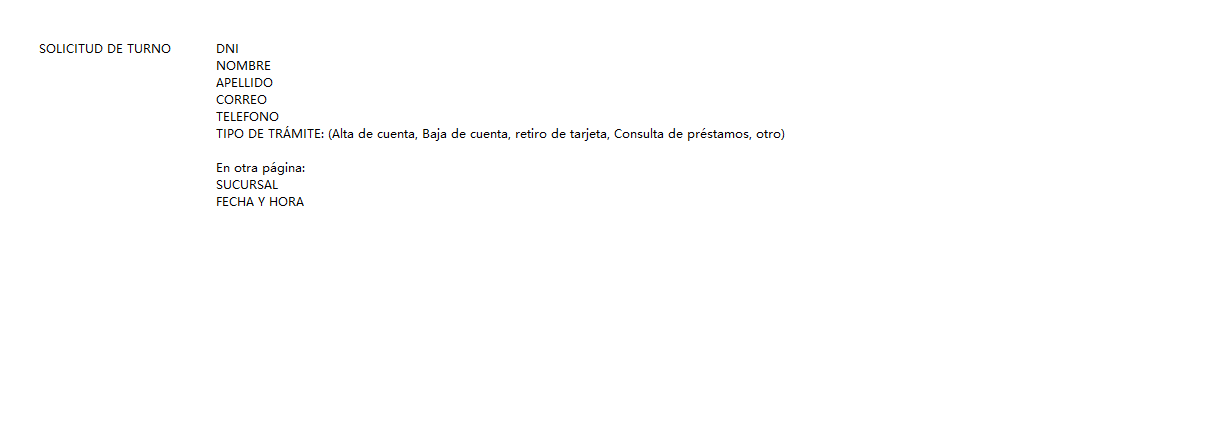 SOLICITUD DE TURNO DNI
NOMBRE
APELLIDO
CORREO
TELEFONO
TIPO DE TRÁMITE: (Alta de cuenta, Baja de cuenta, retiro de tarjeta, Consulta de préstamos, otro)
En otra página:
SUCURSAL
FECHA Y HORA